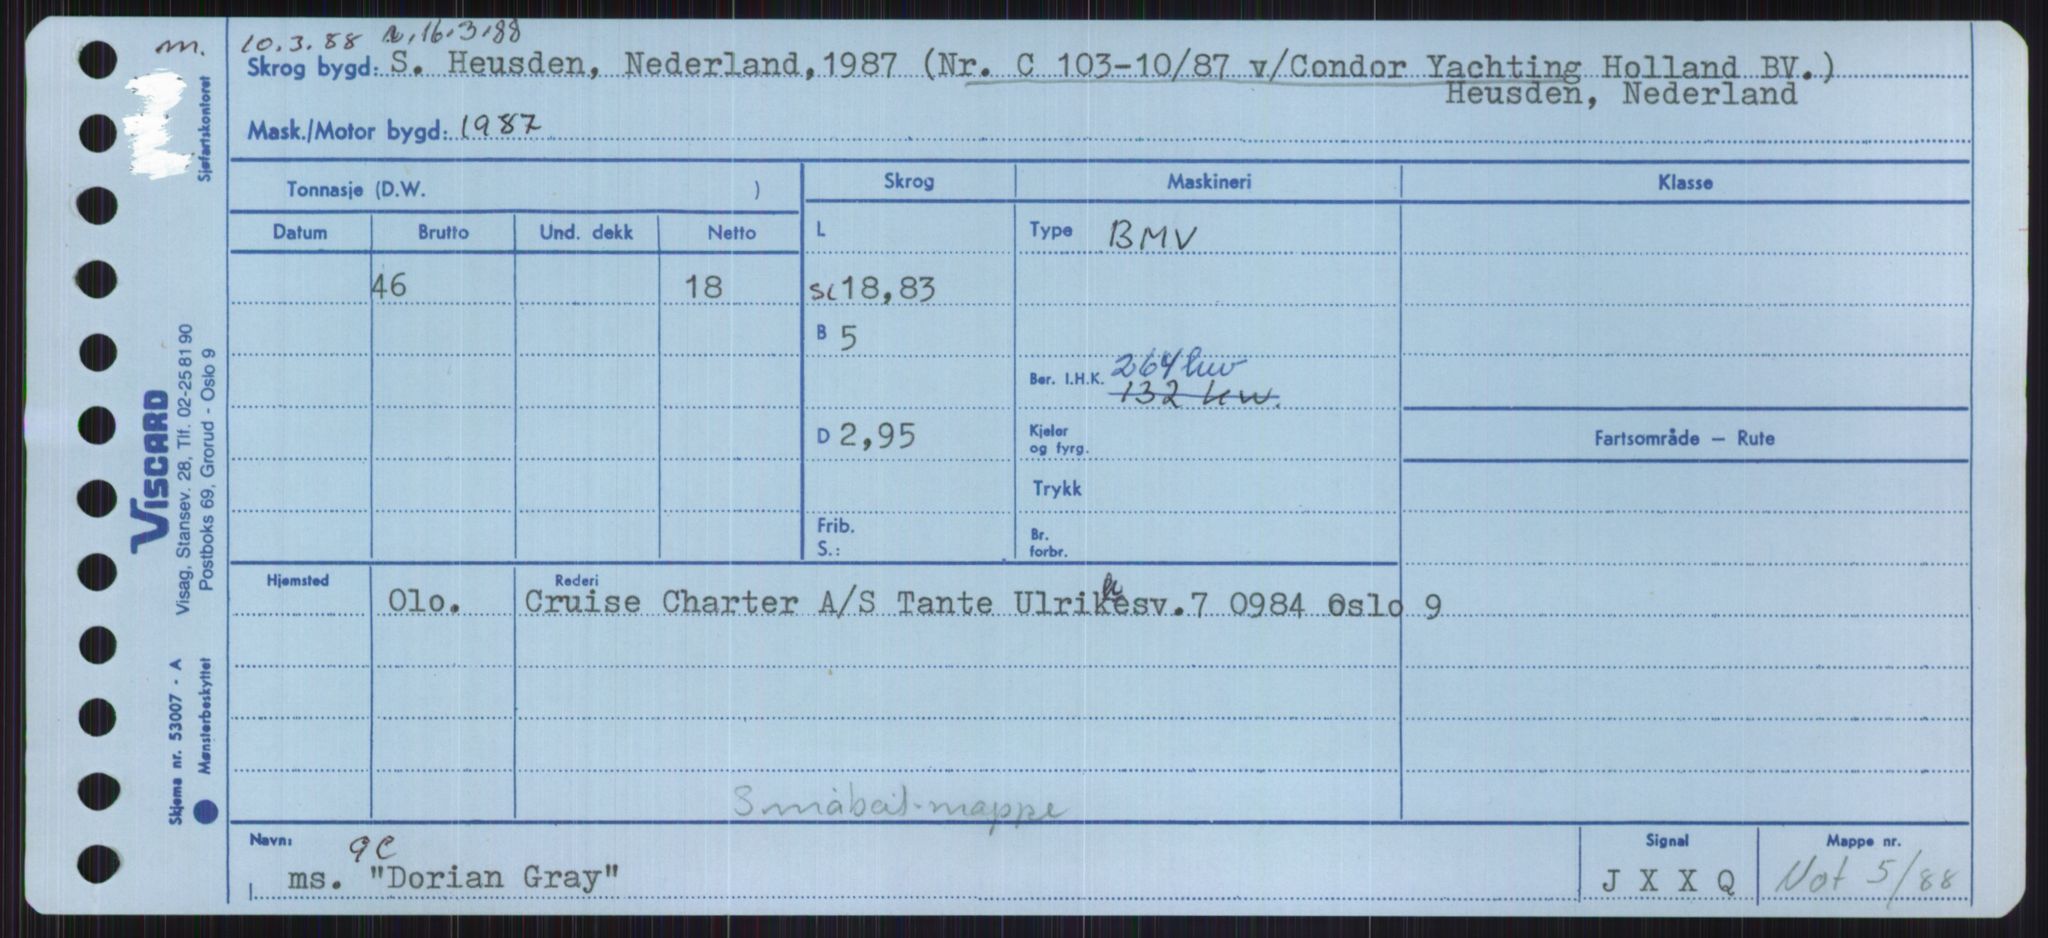 m. 10.3.88 n. 16.3.88
Skrog bygd: S. Heusden, Nederland, 1987 (Nr. C 103-10/87 v/Condor Yachting Holland BV.)
Heusden, Nederland
Mask./Motor bygd: 1987
Sjøfartskontoret
Tonnasje (D.W. )
Skrog Maskineri Klasse
Datum Brutto Und. dekk Netto L Type BMV
46 18 SL 18,83
B 5
264 kw
Ber. I.H.K. 132 kw.
D 2,95 Kjeler
og fyrg.
Fartsområde — Rute
Trykk
Frib.
S.:
Br.
forbr.
Hjemsted Rederi
Olo. Cruise Charter A/S Tante Ulrikkesv.7 0984 Oslo 9
Småbåt-mappe
Navn: 9C
ms. "Dorian Gray"
Signal
J X X Q
Mappe nr.
Not 5/88
VISCARD
Visag, Stansev. 28, Tlf. 02-25 81 90
Postboks 69, Grorud - Oslo 9
Skjema nr. 53007 - A
Mønsterbeskyttet